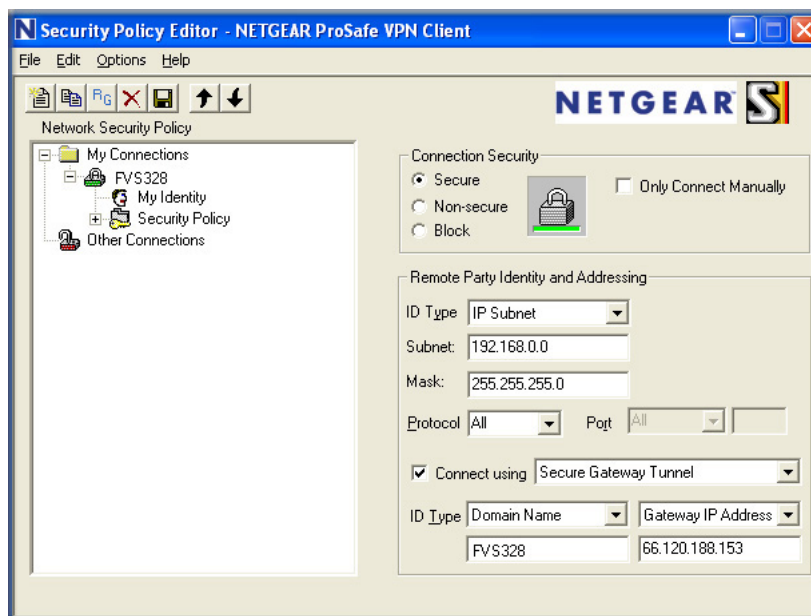 Security Policy Editor - NETGEAR ProSafe VPN Client
File Edit Options Help
RG
NETGEAR
Network Security Policy
My Connections
FVS328
My Identity
Security Policy
Other Connections
Connection Security
Secure
Non-secure
Block
Only Connect Manually
Remote Party Identity and Addressing
ID Type IP Subnet
Subnet: 192.168.0.0
Mask: 255.255.255.0
Protocol All Port All
Connect using Secure Gateway Tunnel
ID Type Domain Name Gateway IP Address
FVS328 66.120.188.153